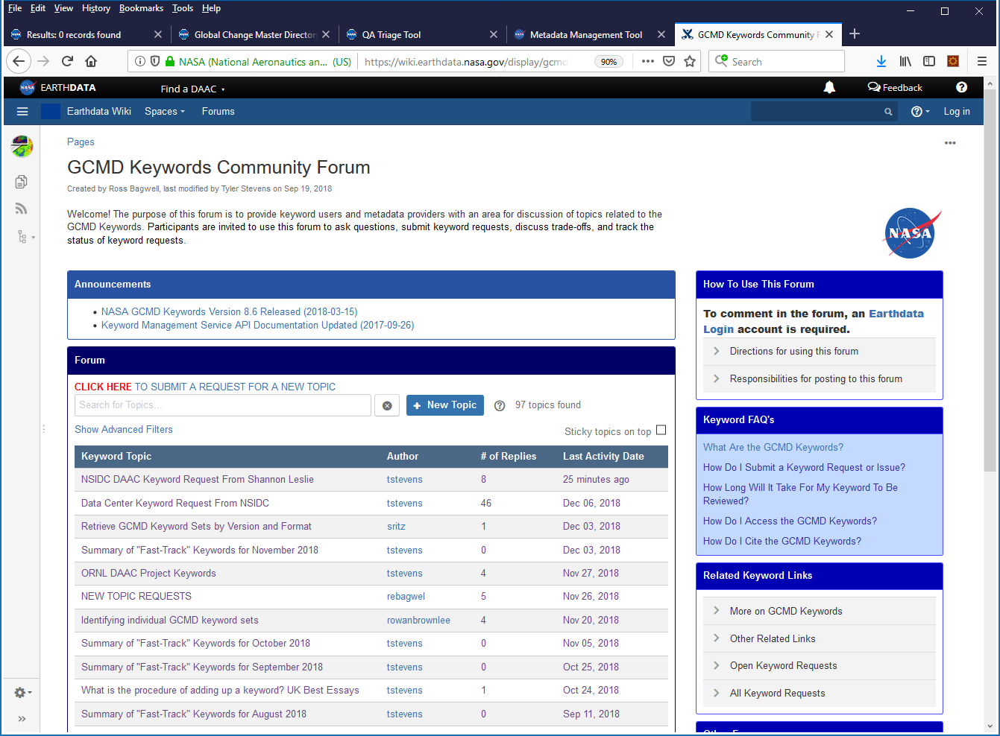 File Edit View History Bookmarks Tools Help
Results: 0 records found
Global Change Master Director
QA Triage Tool
Metadata Management Tool
GCMD Keywords Community F
NASA (National Aeronautics an... (US)
https://wiki.earthdata.nasa.gov/display/gcmd
90%
Search
NASA EARTHDATA
Find a DAAC
Feedback
Earthdata Wiki Spaces Forums
Log in
Pages
GCMD Keywords Community Forum
Created by Ross Bagwell, last modified by Tyler Stevens on Sep 19, 2018
Welcome! The purpose of this forum is to provide keyword users and metadata providers with an area for discussion of topics related to the
GCMD Keywords. Participants are invited to use this forum to ask questions, submit keyword requests, discuss trade-offs, and track the
status of keyword requests.
NASA
Announcements
NASA GCMD Keywords Version 8.6 Released (2018-03-15)
Keyword Management Service API Documentation Updated (2017-09-26)
Forum
CLICK HERE TO SUBMIT A REQUEST FOR A NEW TOPIC
Search for Topics...
+ New Topic
97 topics found
Show Advanced Filters
Sticky topics on top
Keyword Topic Author # of Replies Last Activity Date
NSIDC DAAC Keyword Request From Shannon Leslie tstevens 8 25 minutes ago
Data Center Keyword Request From NSIDC tstevens 46 Dec 06, 2018
Retrieve GCMD Keyword Sets by Version and Format sritz 1 Dec 03, 2018
Summary of "Fast-Track" Keywords for November 2018 tstevens 0 Dec 03, 2018
ORNL DAAC Project Keywords tstevens 4 Nov 27, 2018
NEW TOPIC REQUESTS rebagwel 5 Nov 26, 2018
Identifying individual GCMD keyword sets rowanbrownlee 4 Nov 20, 2018
Summary of "Fast-Track" Keywords for October 2018 tstevens 0 Nov 05, 2018
Summary of "Fast-Track" Keywords for September 2018 tstevens 0 Oct 25, 2018
What is the procedure of adding up a keyword? UK Best Essays tstevens 1 Oct 24, 2018
Summary of "Fast-Track" Keywords for August 2018 tstevens 0 Sep 11, 2018
How To Use This Forum
To comment in the forum, an Earthdata
Login account is required.
Directions for using this forum
Responsibilities for posting to this forum
Keyword FAQ's
What Are the GCMD Keywords?
How Do I Submit a Keyword Request or Issue?
How Long Will It Take For My Keyword To Be
Reviewed?
How Do I Access the GCMD Keywords?
How Do I Cite the GCMD Keywords?
Related Keyword Links
More on GCMD Keywords
Other Related Links
Open Keyword Requests
All Keyword Requests